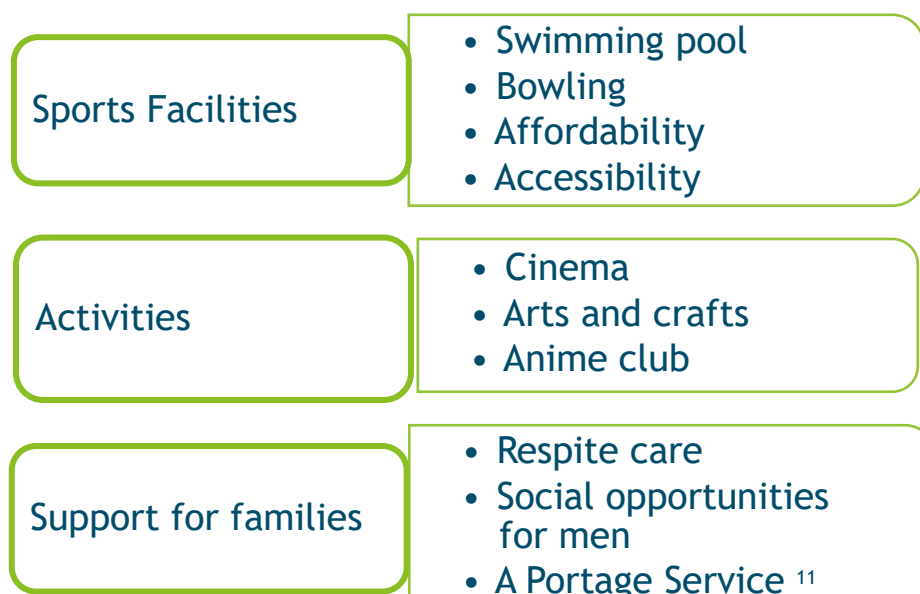 Sports Facilities
• Swimming pool
• Bowling
• Affordability
• Accessibility
Activities
• Cinema
• Arts and crafts
• Anime club
Support for families
• Respite care
• Social opportunities
for men
• A Portage Service 11